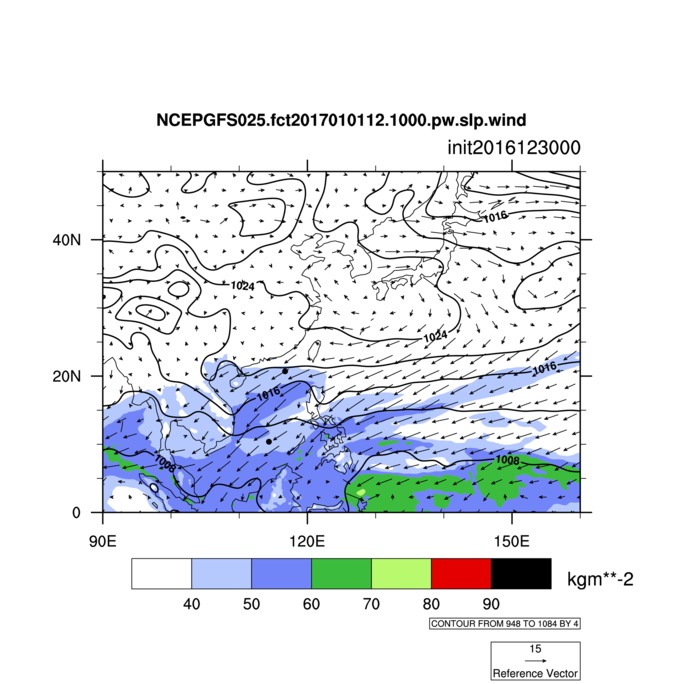 NCEPGFS025.fct2017010112.1000.pw.slp.wind
init2016123000
1016
40N
1024
1024
20N
1016
1016
1008
1008
0
90E 120E 150E
kgm**-2
40 50 60 70 80 90
CONTOUR FROM 948 TO 1084 BY 4
15
Reference Vector